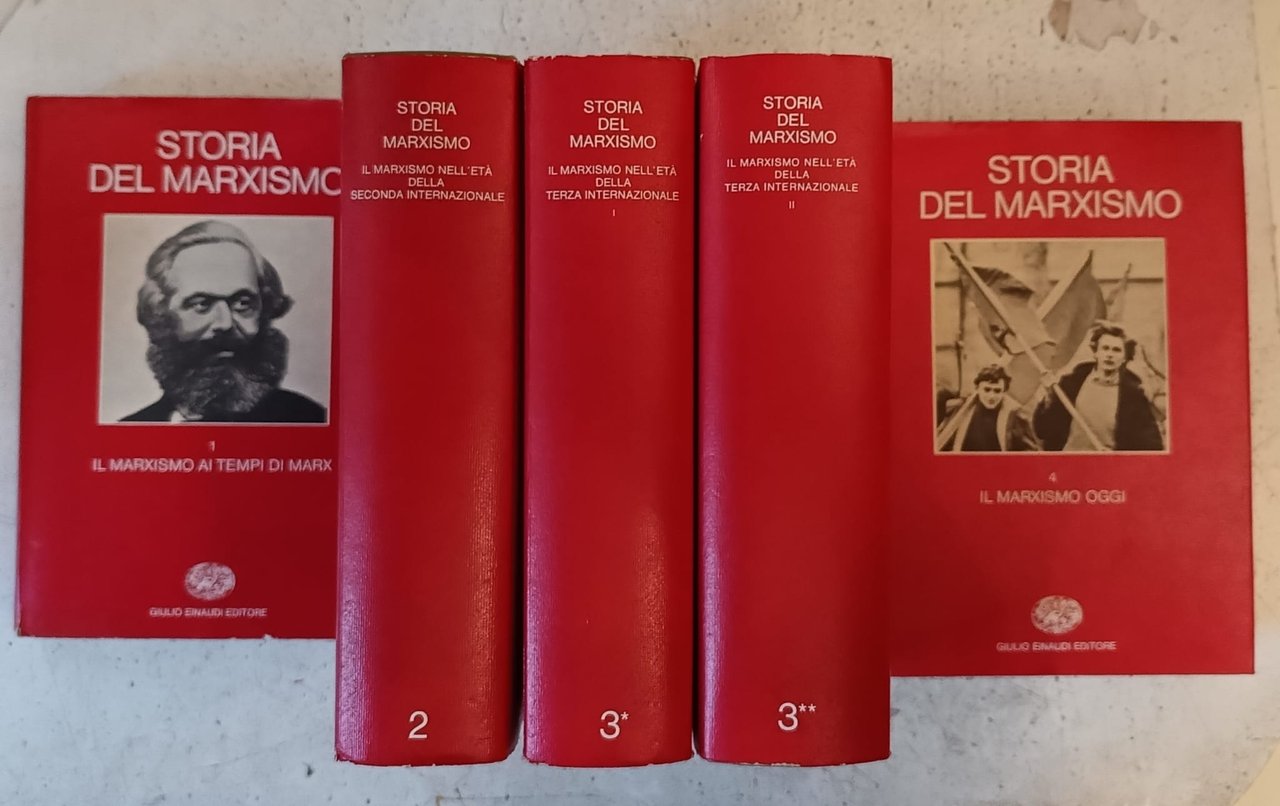 STORIA
DEL MARXISMO
1
IL MARXISMO AI TEMPI DI MARX
GIULIO EINAUDI EDITORE
STORIA
DEL
MARXISMO
IL MARXISMO NELL'ETÀ
DELLA
SECONDA INTERNAZIONALE
2
STORIA
DEL
MARXISMO
IL MARXISMO NELL'ETÀ
DELLA
TERZA INTERNAZIONALE
I
3*
STORIA
DEL
MARXISMO
IL MARXISMO NELL'ETÀ
DELLA
TERZA INTERNAZIONALE
II
3**
STORIA
DEL MARXISMO
4
IL MARXISMO OGGI
GIULIO EINAUDI EDITORE